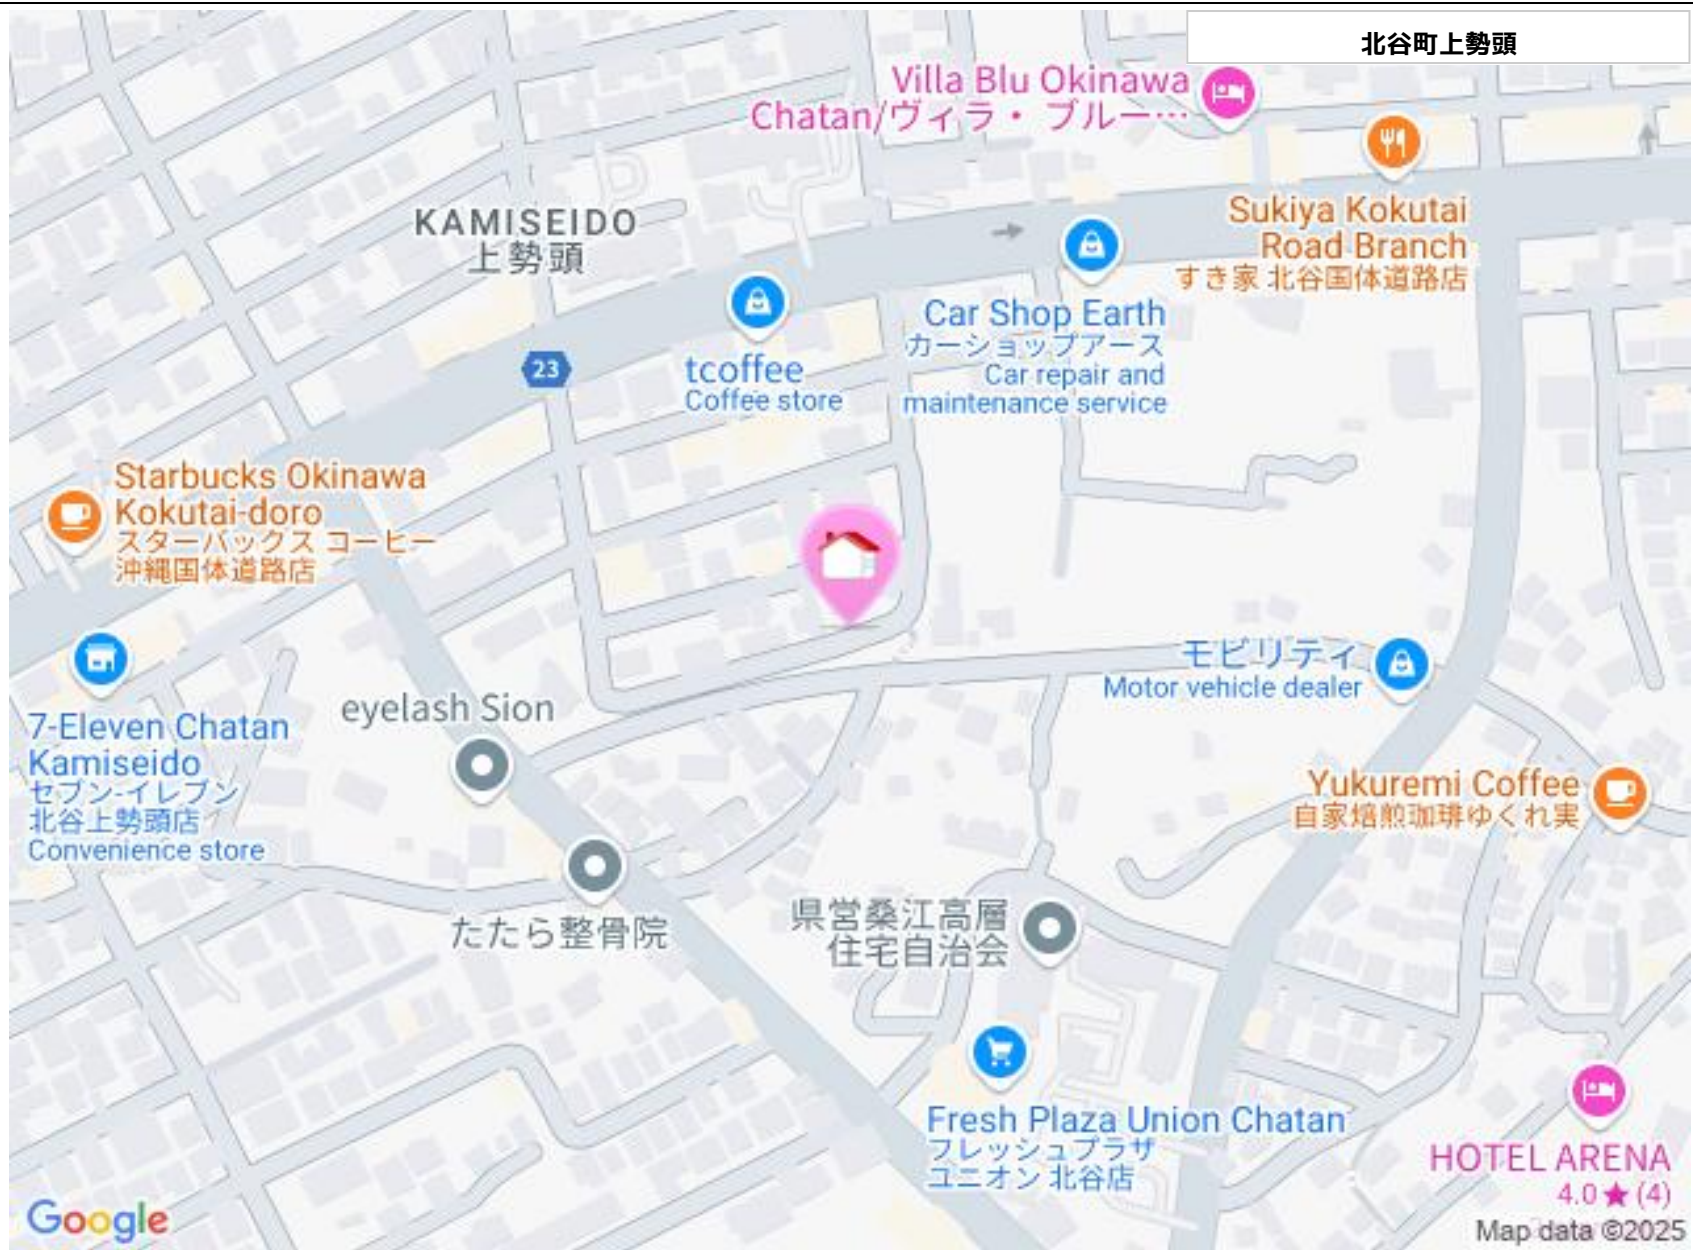 北谷町上勢頭
Villa Blu Okinawa
Chatan/ヴィラ・ ブルー…
Sukiya Kokutai
Road Branch
すき家 北谷国体道路店
KAMISEIDO
上勢頭
Car Shop Earth
カーショップアース
Car repair and
maintenance service
23
tcoffee
Coffee store
Starbucks Okinawa
Kokutai-doro
スターバックス コーヒー
沖縄国体道路店
モビリティ
Motor vehicle dealer
eyelash Sion
7-Eleven Chatan
Kamiseido
セブン-イレブン
北谷上勢頭店
Convenience store
Yukuremi Coffee
自家焙煎珈琲ゆくれ実
たたら整骨院
県営桑江高層
住宅自治会
Fresh Plaza Union Chatan
フレッシュプラザ
ユニオン 北谷店
HOTEL ARENA
4.0★(4)
Google
Map data ©2025